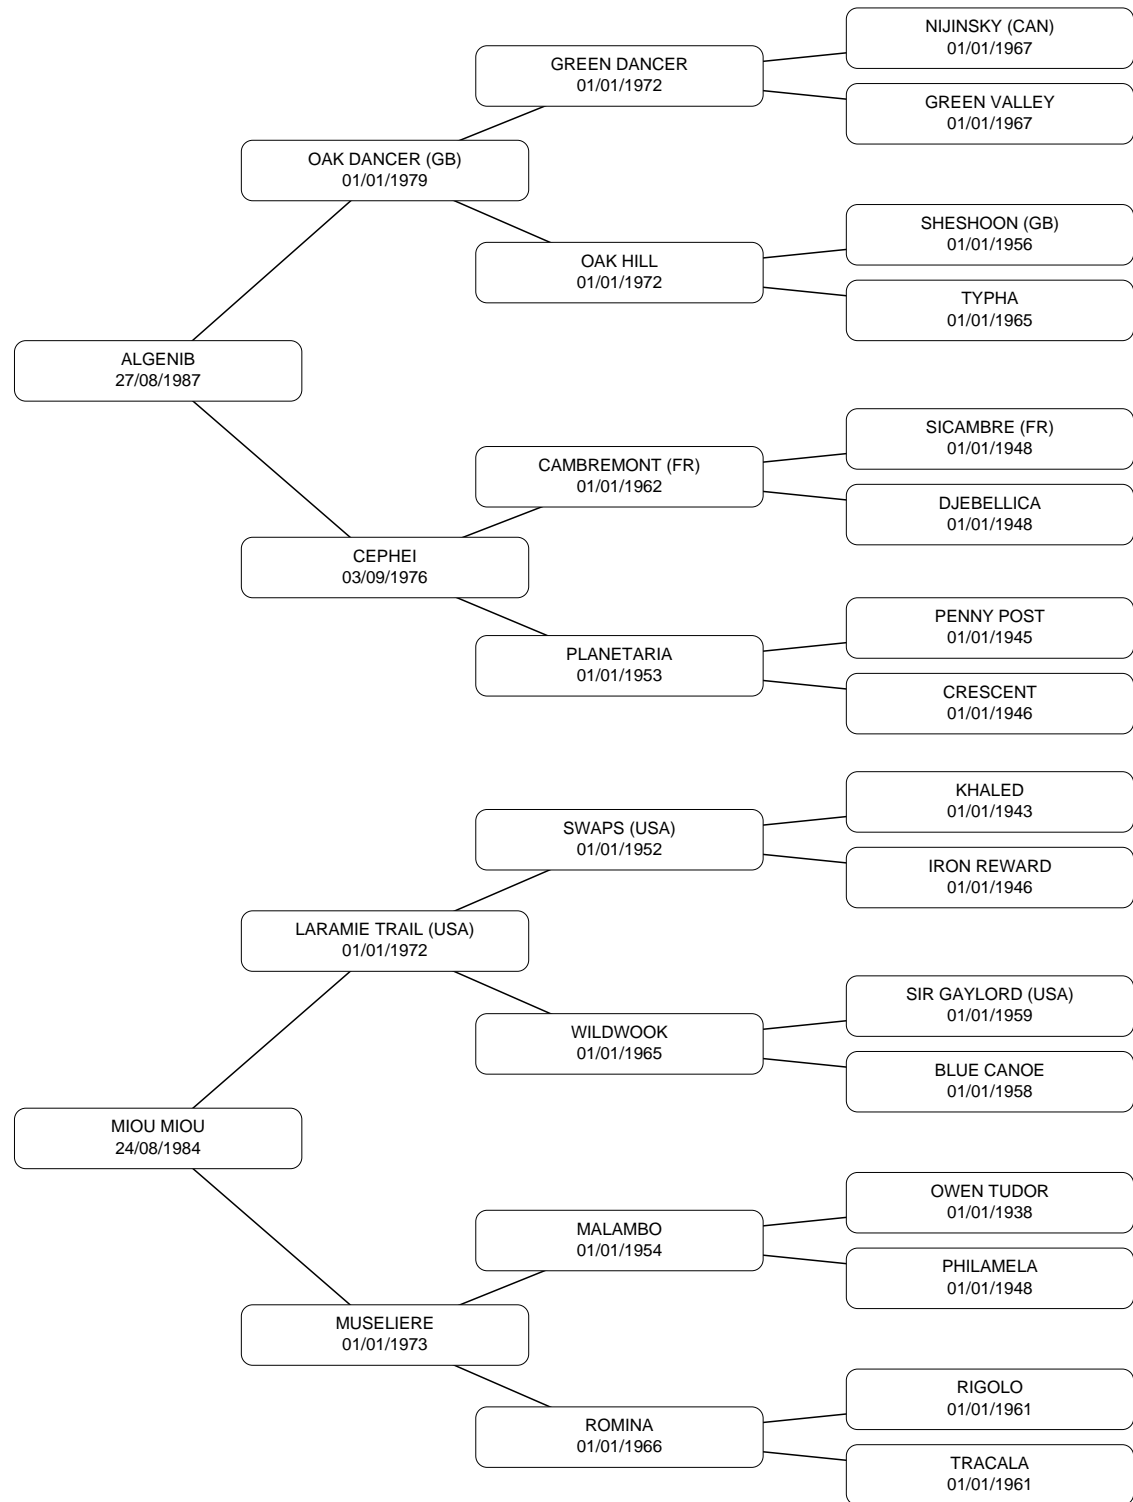 NIJINSKY (CAN)
01/01/1967
GREEN DANCER
01/01/1972
GREEN VALLEY
01/01/1967
OAK DANCER (GB)
01/01/1979
SHESHOON (GB)
01/01/1956
OAK HILL
01/01/1972
TYPHA
01/01/1965
ALGENIB
27/08/1987
SICAMBRE (FR)
01/01/1948
CAMBREMONT (FR)
01/01/1962
DJEBELLICA
01/01/1948
CEPHEI
03/09/1976
PENNY POST
01/01/1945
PLANETARIA
01/01/1953
CRESCENT
01/01/1946
KHALED
01/01/1943
SWAPS (USA)
01/01/1952
IRON REWARD
01/01/1946
LARAMIE TRAIL (USA)
01/01/1972
SIR GAYLORD (USA)
01/01/1959
WILDWOOK
01/01/1965
BLUE CANOE
01/01/1958
MIOU MIOU
24/08/1984
OWEN TUDOR
01/01/1938
MALAMBO
01/01/1954
PHILAMELA
01/01/1948
MUSELIERE
01/01/1973
RIGOLO
01/01/1961
ROMINA
01/01/1966
TRACALA
01/01/1961